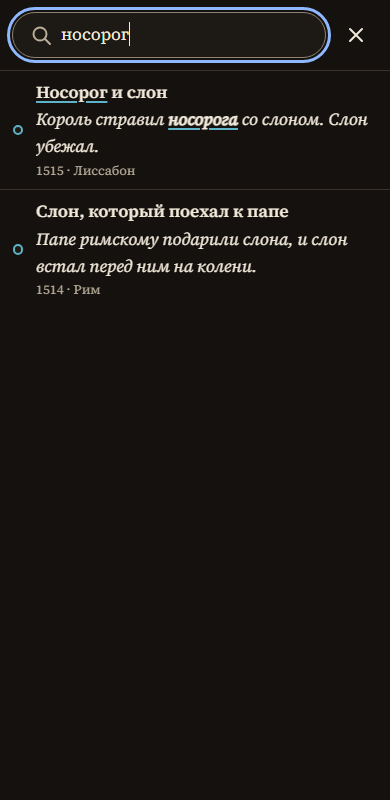 носорог
Носорог и слон
Король стравил носорога со слоном. Слон
убежал.
1515 · Лиссабон
Слон, который поехал к папе
Папе римскому подарили слона, и слон
встал перед ним на колени.
1514 · Рим